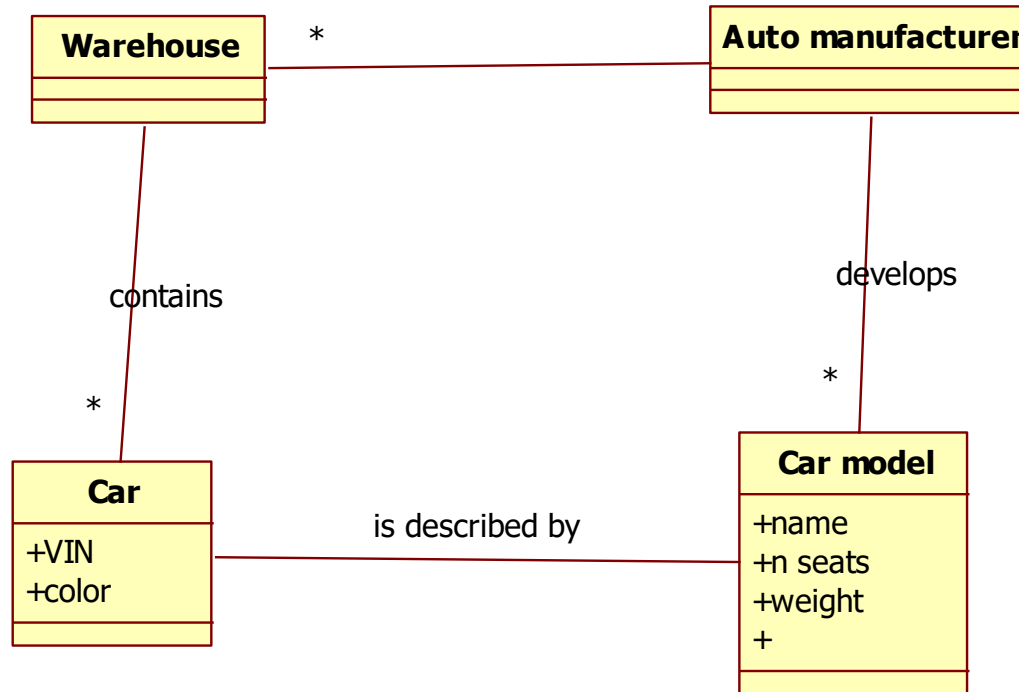 Warehouse
*
Auto manufacturer
contains
develops
*
*
Car
+VIN
+color
is described by
Car model
+name
+n seats
+weight
+